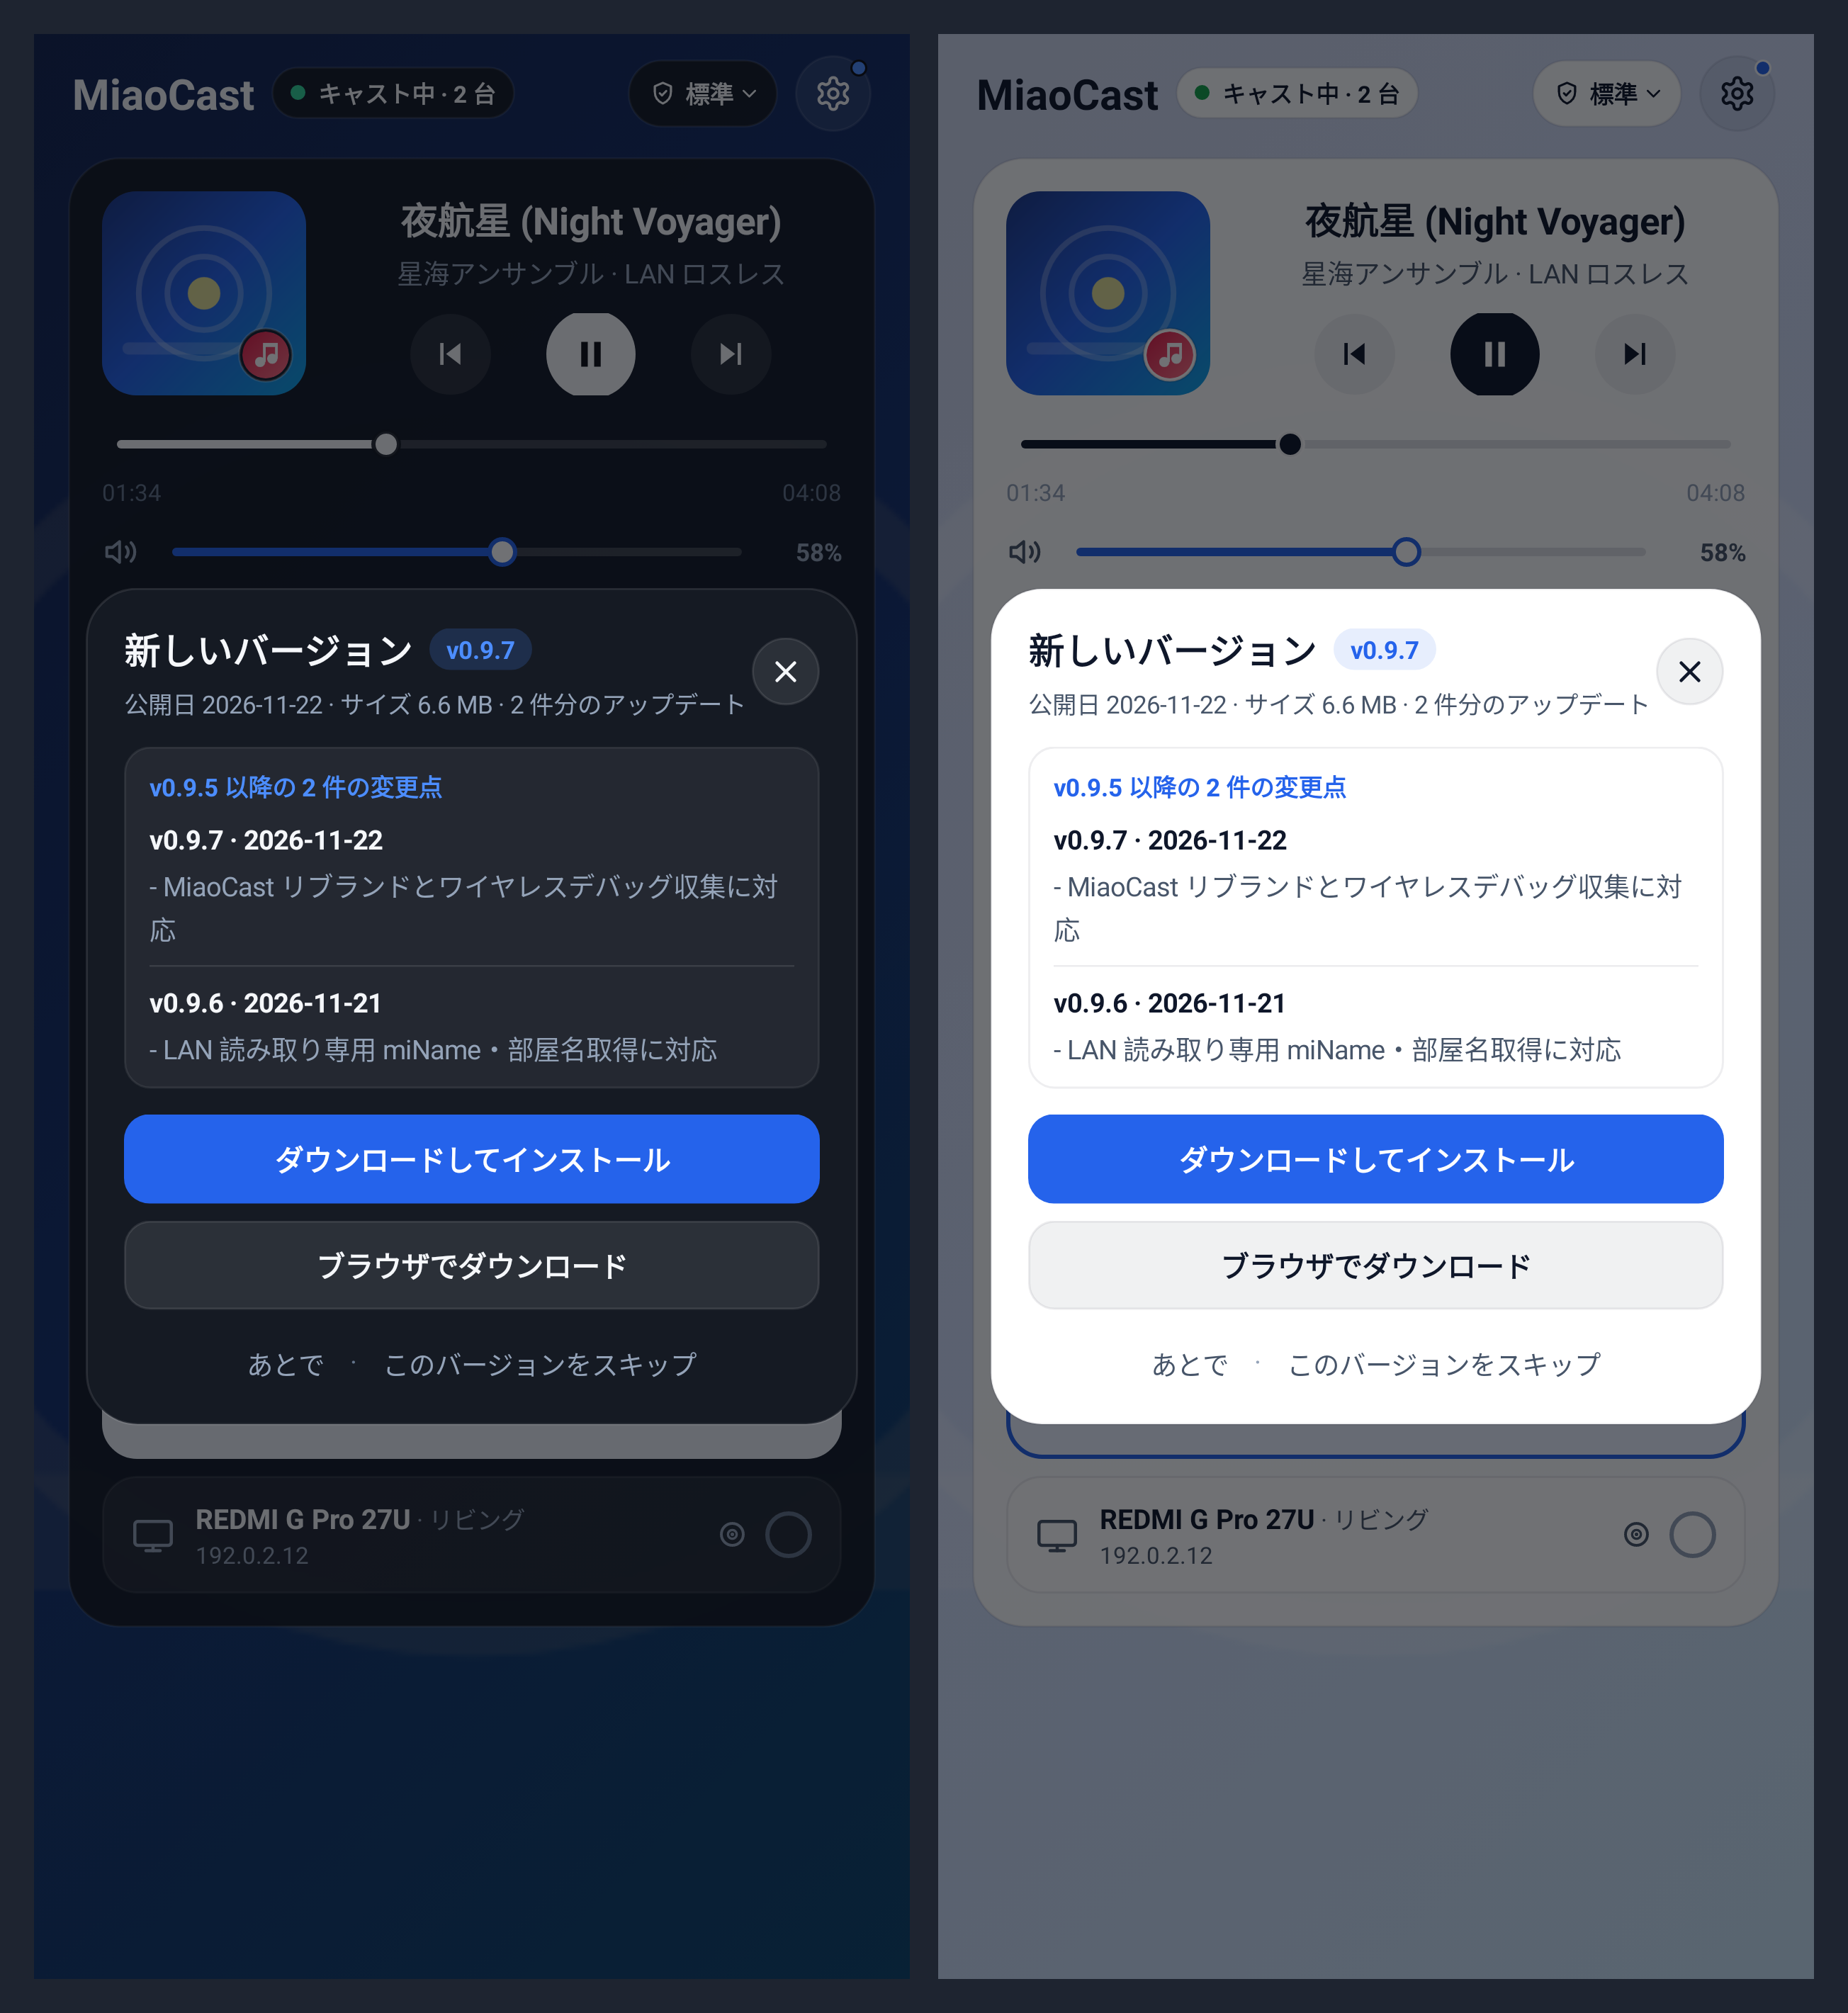 MiaoCast
キャスト中 · 2 台
標準
夜航星 (Night Voyager)
星海アンサンブル · LAN ロスレス
01:34
04:08
58%
新しいバージョン
v0.9.7
公開日 2026-11-22 · サイズ 6.6 MB · 2 件分のアップデート
v0.9.5 以降の 2 件の変更点
v0.9.7 · 2026-11-22
- MiaoCast リブランドとワイヤレスデバッグ収集に対
応
v0.9.6 · 2026-11-21
- LAN 読み取り専用 miName・部屋名取得に対応
ダウンロードしてインストール
ブラウザでダウンロード
あとで · このバージョンをスキップ
REDMI G Pro 27U · リビング
192.0.2.12
MiaoCast
キャスト中 · 2 台
標準
夜航星 (Night Voyager)
星海アンサンブル · LAN ロスレス
01:34
04:08
58%
新しいバージョン
v0.9.7
公開日 2026-11-22 · サイズ 6.6 MB · 2 件分のアップデート
v0.9.5 以降の 2 件の変更点
v0.9.7 · 2026-11-22
- MiaoCast リブランドとワイヤレスデバッグ収集に対
応
v0.9.6 · 2026-11-21
- LAN 読み取り専用 miName・部屋名取得に対応
ダウンロードしてインストール
ブラウザでダウンロード
あとで · このバージョンをスキップ
REDMI G Pro 27U · リビング
192.0.2.12